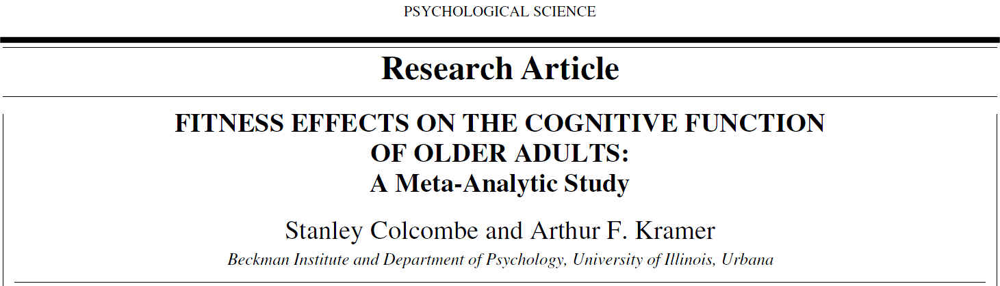 PSYCHOLOGICAL SCIENCE
Research Article
FITNESS EFFECTS ON THE COGNITIVE FUNCTION
OF OLDER ADULTS:
A Meta-Analytic Study
Stanley Colcombe and Arthur F. Kramer
Beckman Institute and Department of Psychology, University of Illinois, Urbana